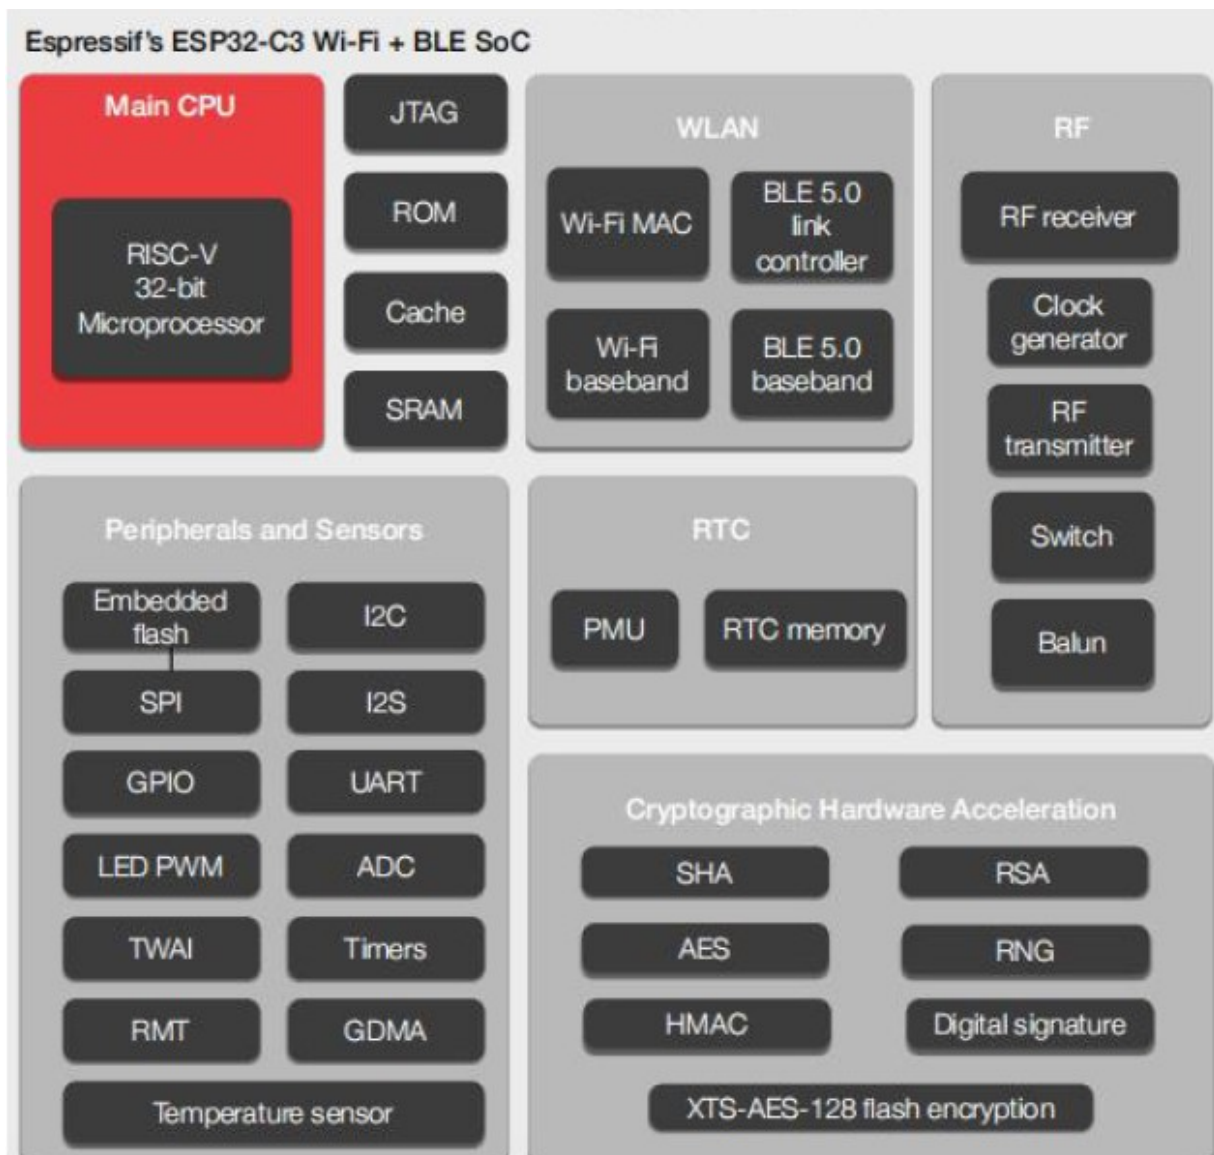 Espressif's ESP32-C3 Wi-Fi + BLE SoC
Main CPU
RISC-V
32-bit
Microprocessor
JTAG
ROM
Cache
SRAM
WLAN
Wi-Fi MAC
BLE 5.0
link
controller
Wi-Fi
baseband
BLE 5.0
baseband
RF
RF receiver
Clock
generator
RF
transmitter
Switch
Balun
Peripherals and Sensors
Embedded
flash
I2C
SPI
I2S
GPIO
UART
LED PWM
ADC
TWAI
Timers
RMT
GDMA
Temperature sensor
RTC
PMU
RTC memory
Cryptographic Hardware Acceleration
SHA
RSA
AES
RNG
HMAC
Digital signature
XTS-AES-128 flash encryption